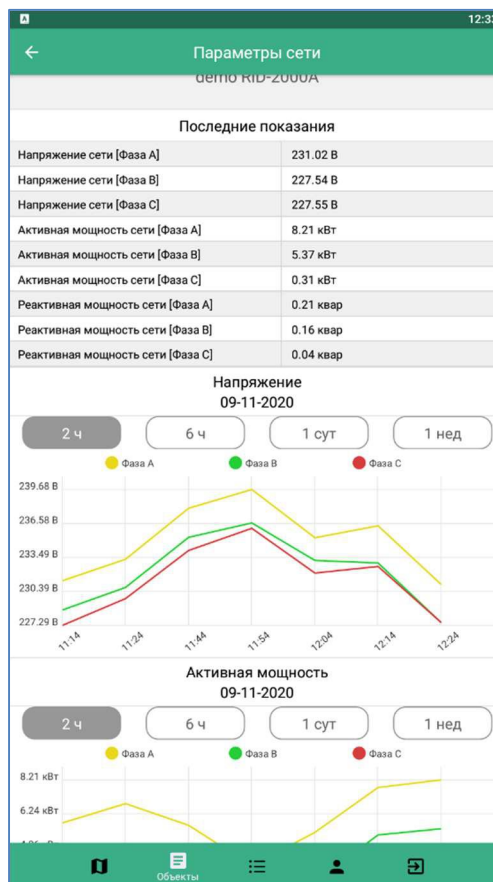 A 12:33
Параметры сети
demo RID-2000A
Последние показания
Напряжение сети [Фаза А] 231.02 В
Напряжение сети [Фаза В] 227.54 В
Напряжение сети [Фаза С] 227.55 В
Активная мощность сети [Фаза А] 8.21 кВт
Активная мощность сети [Фаза В] 5.37 кВт
Активная мощность сети [Фаза С] 0.31 кВт
Реактивная мощность сети [Фаза А] 0.21 квар
Реактивная мощность сети [Фаза В] 0.16 квар
Реактивная мощность сети [Фаза С] 0.04 квар
Напряжение
09-11-2020
2 ч 6 ч 1 сут 1 нед
Фаза А Фаза В Фаза С
239.68 В
236.58 В
233.49 В
230.39 В
227.29 В
11:14 11:24 11:44 11:54 12:04 12:14 12:24
Активная мощность
09-11-2020
2 ч 6 ч 1 сут 1 нед
Фаза А Фаза В Фаза С
8.21 кВт
6.24 кВт
Объекты